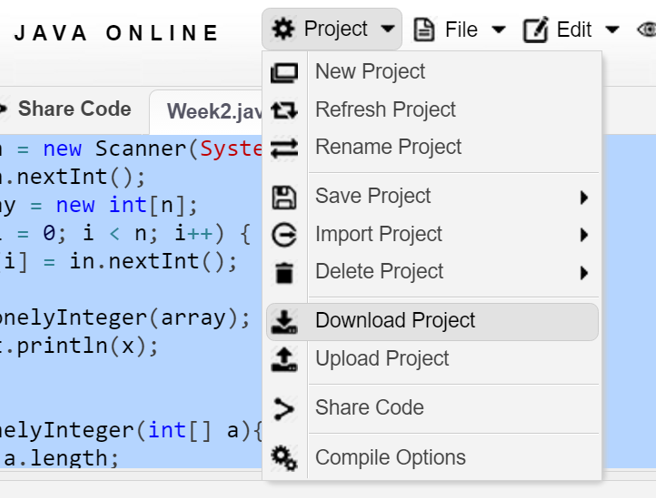 JAVA ONLINE
Project
File
Edit
Share Code
Week2.jav
= new Scanner(Syste
.nextInt();
y = new int[n];
= 0; i < n; i++) {
i] = in.nextInt();
onelyInteger(array);
.println(x);
elyInteger(int[] a){
a.length;
New Project
Refresh Project
Rename Project
Save Project
Import Project
Delete Project
Download Project
Upload Project
Share Code
Compile Options